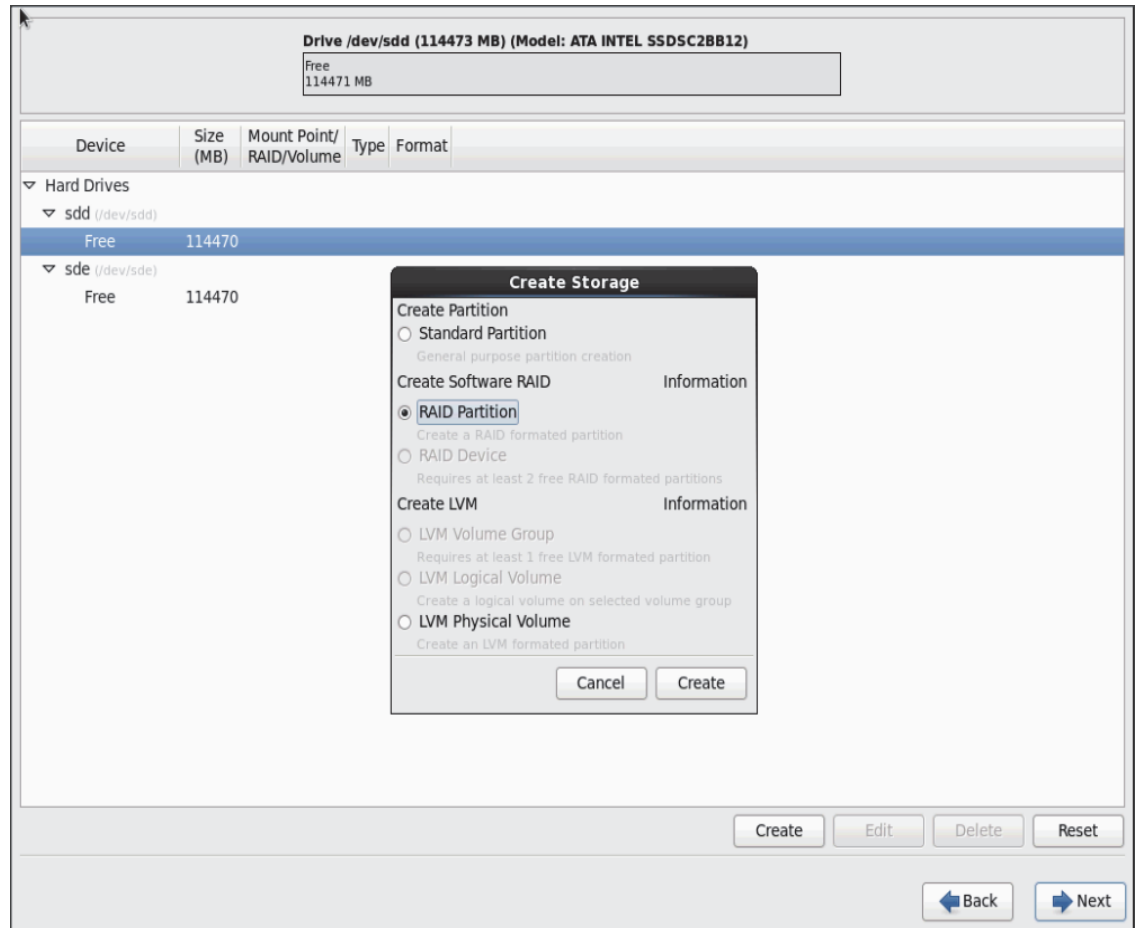 Drive /dev/sdd (114473 MB) (Model: ATA INTEL SSDSC2BB12)
Free
114471 MB
Device Size (MB) Mount Point/ RAID/Volume Type Format
Hard Drives
sdd (/dev/sdd)
Free 114470
sde (/dev/sde)
Free 114470
Create Storage
Create Partition
Standard Partition
General purpose partition creation
Create Software RAID Information
RAID Partition
Create a RAID formated partition
RAID Device
Requires at least 2 free RAID formated partitions
Create LVM Information
LVM Volume Group
Requires at least 1 free LVM formated partition
LVM Logical Volume
Create a logical volume on selected volume group
LVM Physical Volume
Create an LVM formated partition
Cancel Create
Create Edit Delete Reset
Back Next